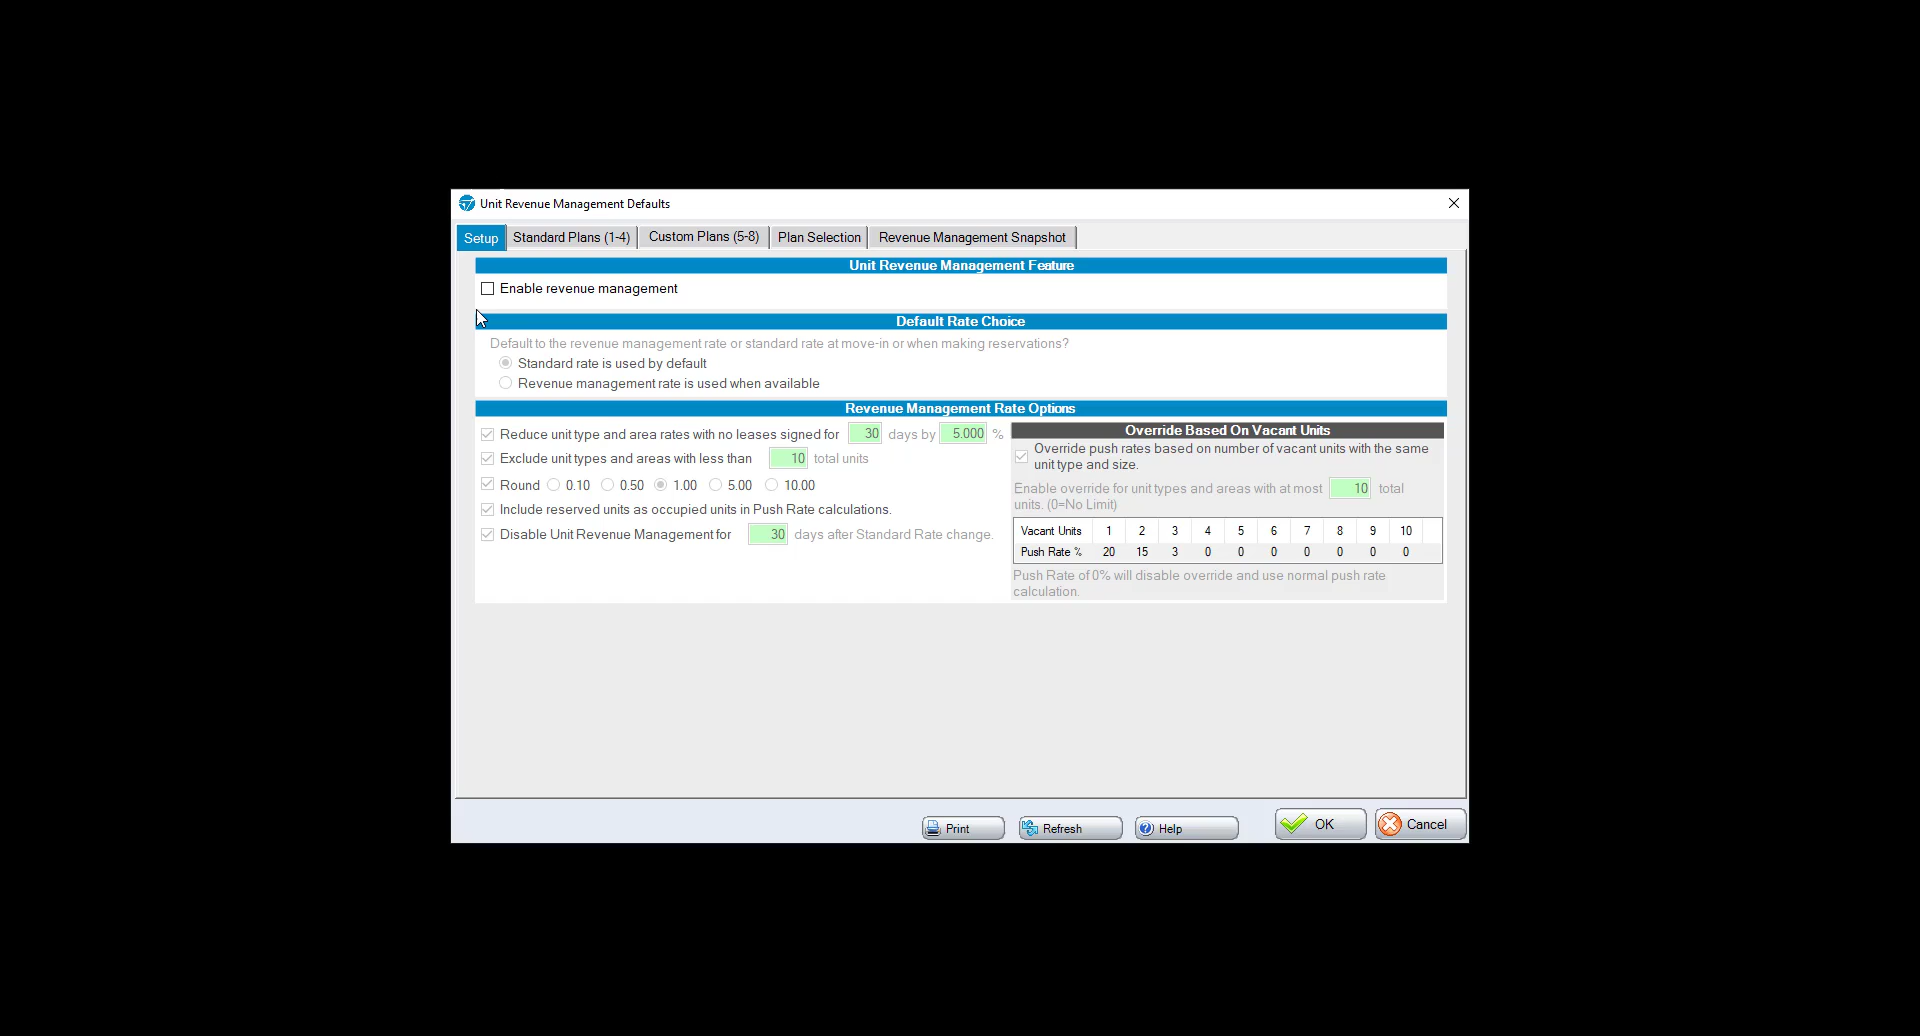 Unit Revenue Management Defaults
Setup Standard Plans (1-4) Custom Plans (5-8) Plan Selection Revenue Management Snapshot
Unit Revenue Management Feature
Enable revenue management
Default Rate Choice
Default to the revenue management rate or standard rate at move-in or when making reservations?
Standard rate is used by default
Revenue management rate is used when available
Revenue Management Rate Options
Reduce unit type and area rates with no leases signed for 30 days by 5.000 %
Exclude unit types and areas with less than 10 total units
Round 0.10 0.50 1.00 5.00 10.00
Include reserved units as occupied units in Push Rate calculations.
Disable Unit Revenue Management for 30 days after Standard Rate change.
Override Based On Vacant Units
Override push rates based on number of vacant units with the same
unit type and size.
Enable override for unit types and areas with at most 10 total
units. (0=No Limit)
Vacant Units 1 2 3 4 5 6 7 8 9 10
Push Rate % 20 15 3 0 0 0 0 0 0 0
Push Rate of 0% will disable override and use normal push rate
calculation.
Print Refresh Help OK Cancel